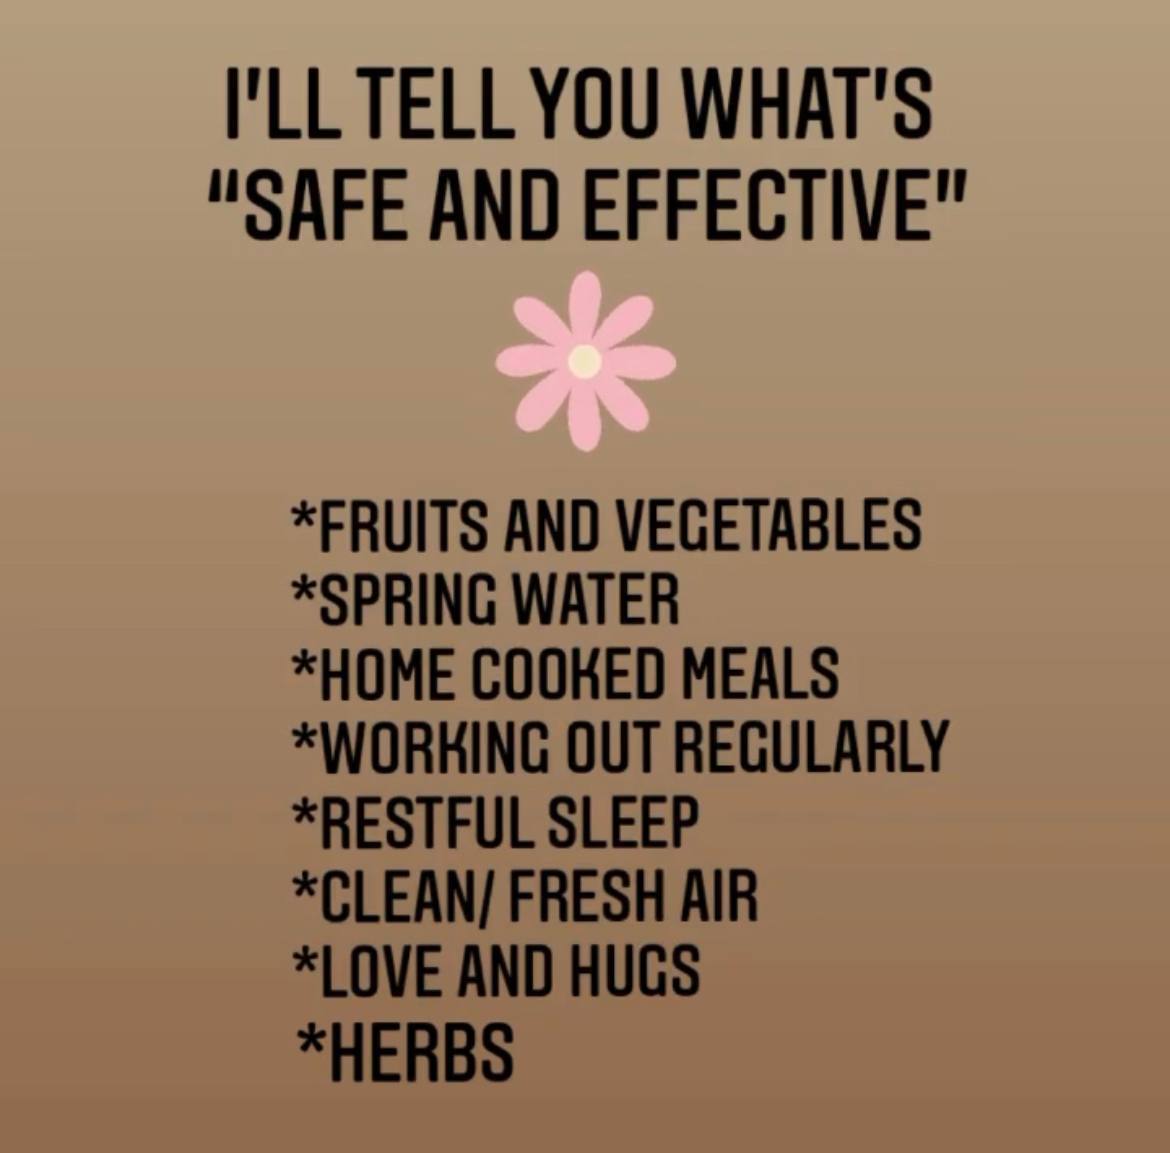 I'LL TELL YOU WHAT'S
“SAFE AND EFFECTIVE”
*FRUITS AND VEGETABLES
*SPRING WATER
*HOME COOKED MEALS
*WORKING OUT REGULARLY
*RESTFUL SLEEP
*CLEAN/ FRESH AIR
*LOVE AND HUGS
*HERBS